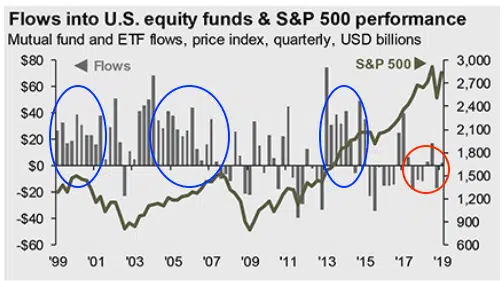 Flows into U.S. equity funds & S&P 500 performance
Mutual fund and ETF flows, price index, quarterly, USD billions
$80 Flows S&P 500 3,000
$60 2,700
$40 2,400
$20 2,100
$0 1,800
-$20 1,500
-$40 1,200
-$60 900
600
'99 '01 '03 '05 '07 '09 '11 '13 '15 '17 '19